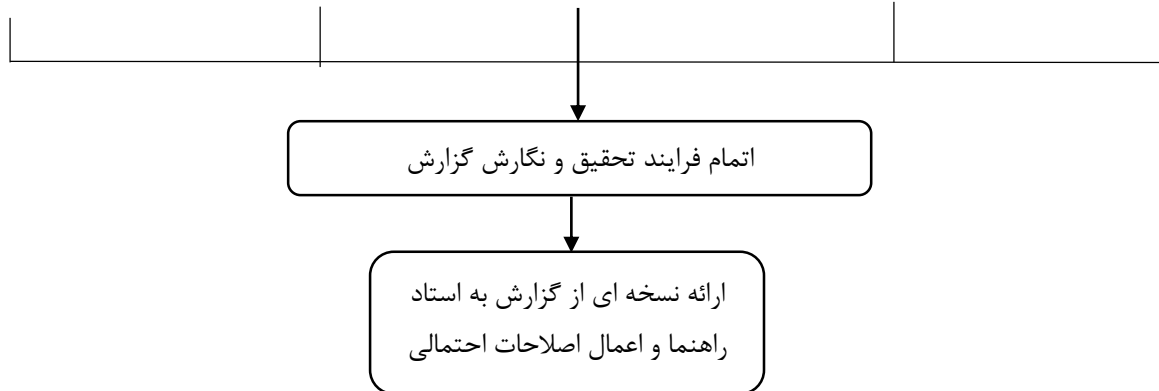 اتمام فرایند تحقیق و نگارش گزارش
ارائه نسخه ای از گزارش به استاد
راهنما و اعمال اصلاحات احتمالی